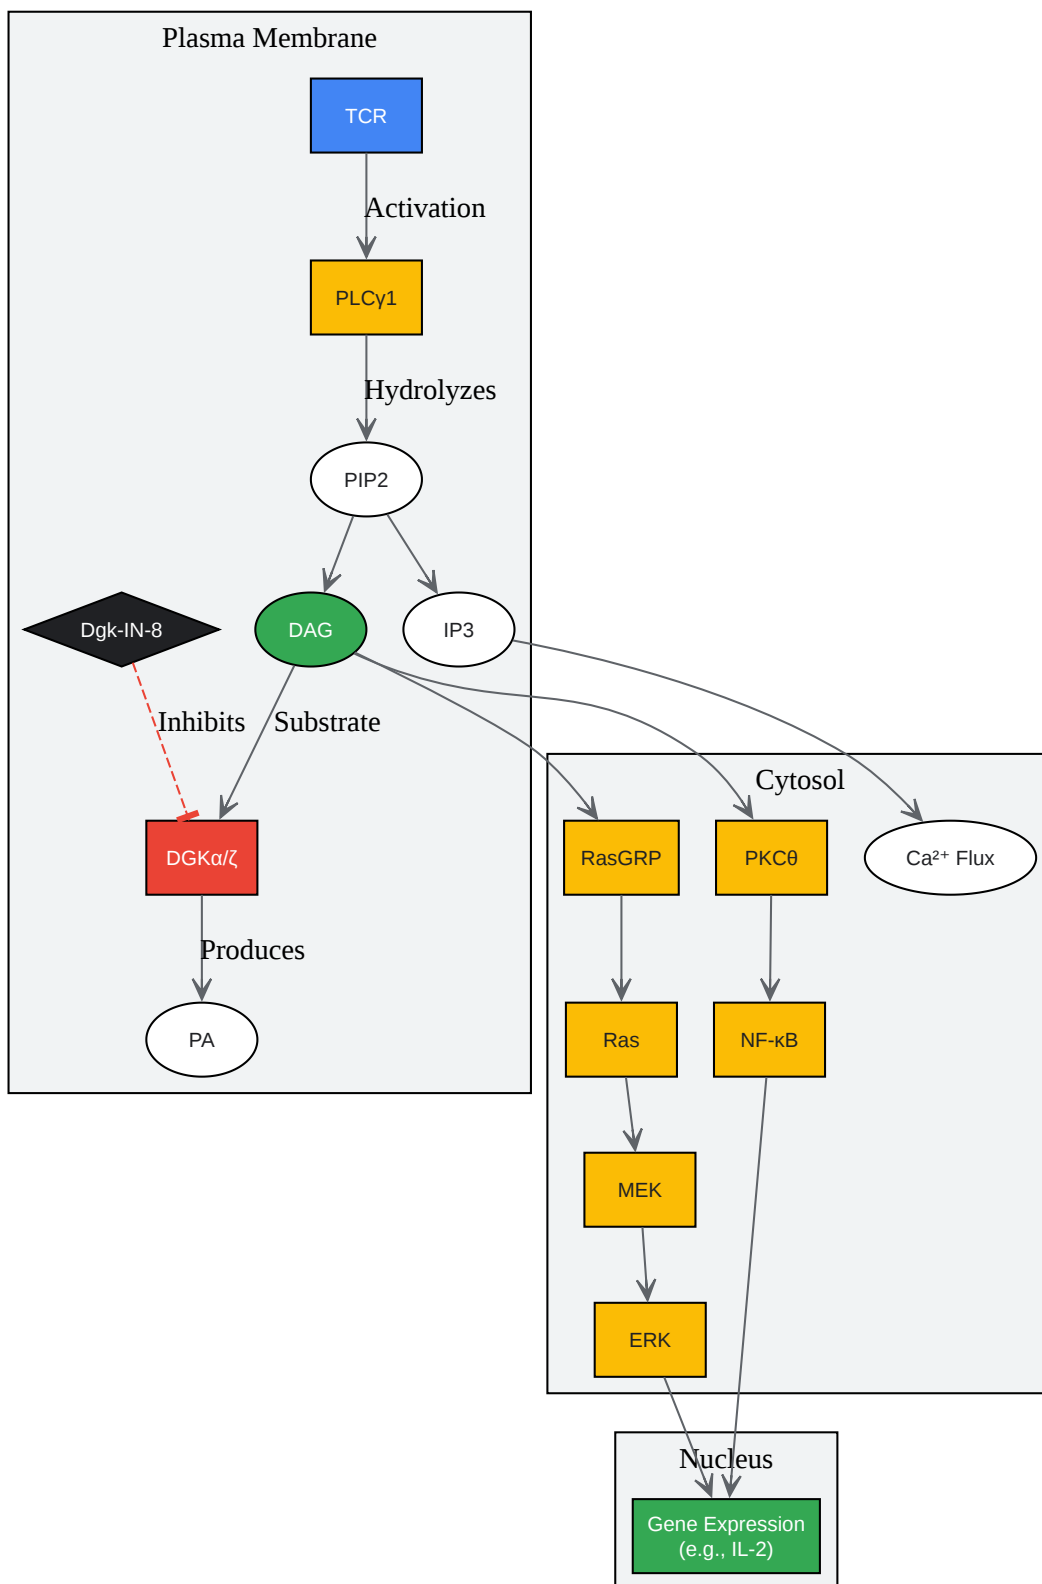 Plasma Membrane
TCR
Activation
PLCγ1
Hydrolyzes
PIP2
Dgk-IN-8
DAG
IP3
Inhibits
Substrate
DGKα/ζ
Produces
PA
Cytosol
RasGRP
PKCθ
Ca²⁺ Flux
Ras
NF-κB
MEK
ERK
Nucleus
Gene Expression
(e.g., IL-2)